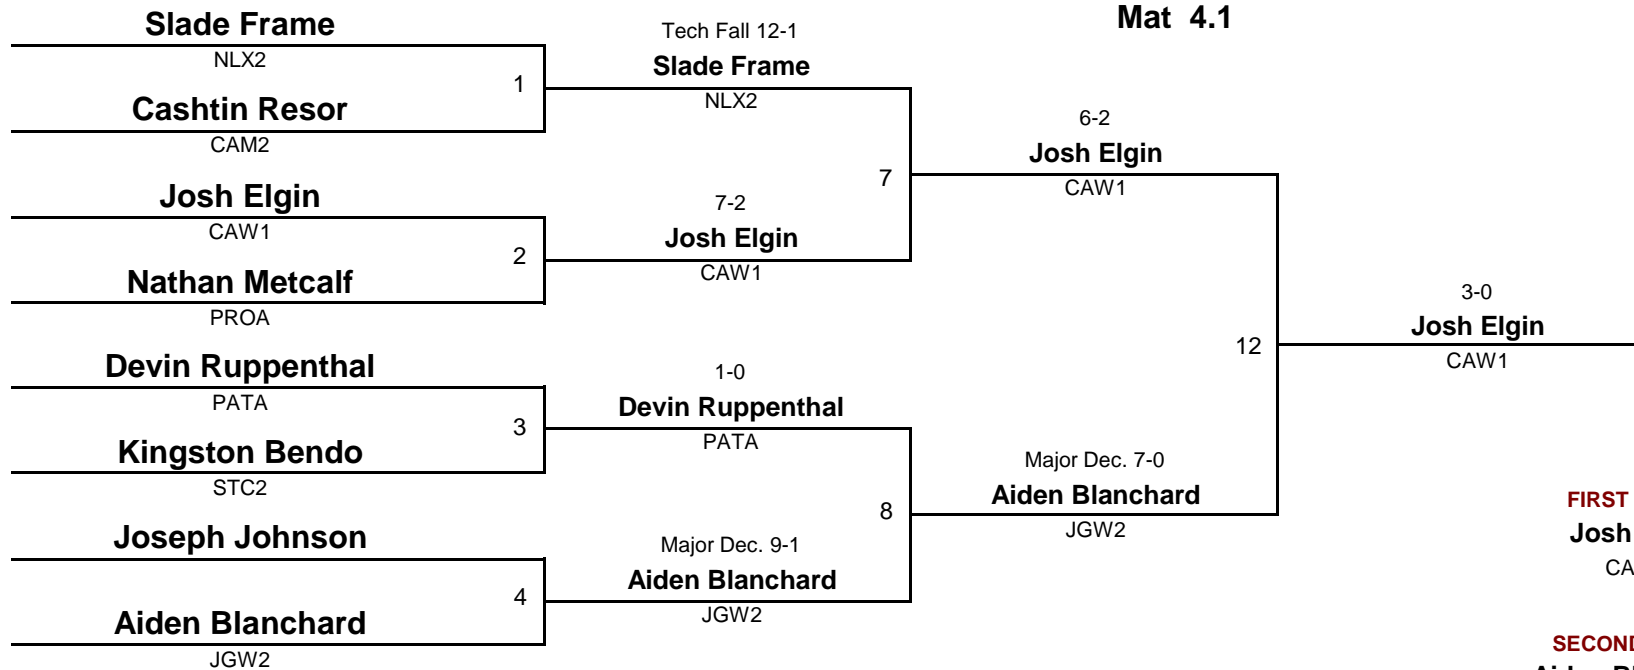 Slade Frame
NLX2
1
Cashtin Resor
CAM2
Josh Elgin
CAW1
2
Nathan Metcalf
PROA
Devin Ruppenthal
PATA
3
Kingston Bendo
STC2
Joseph Johnson
4
Aiden Blanchard
JGW2
Tech Fall 12-1
Slade Frame
NLX2
7
7-2
Josh Elgin
CAW1
1-0
Devin Ruppenthal
PATA
8
Major Dec. 9-1
Aiden Blanchard
JGW2
Mat 4.1
6-2
Josh Elgin
CAW1
12
Major Dec. 7-0
Aiden Blanchard
JGW2
3-0
Josh Elgin
CAW1
FIRST
Josh
CA
SECOND